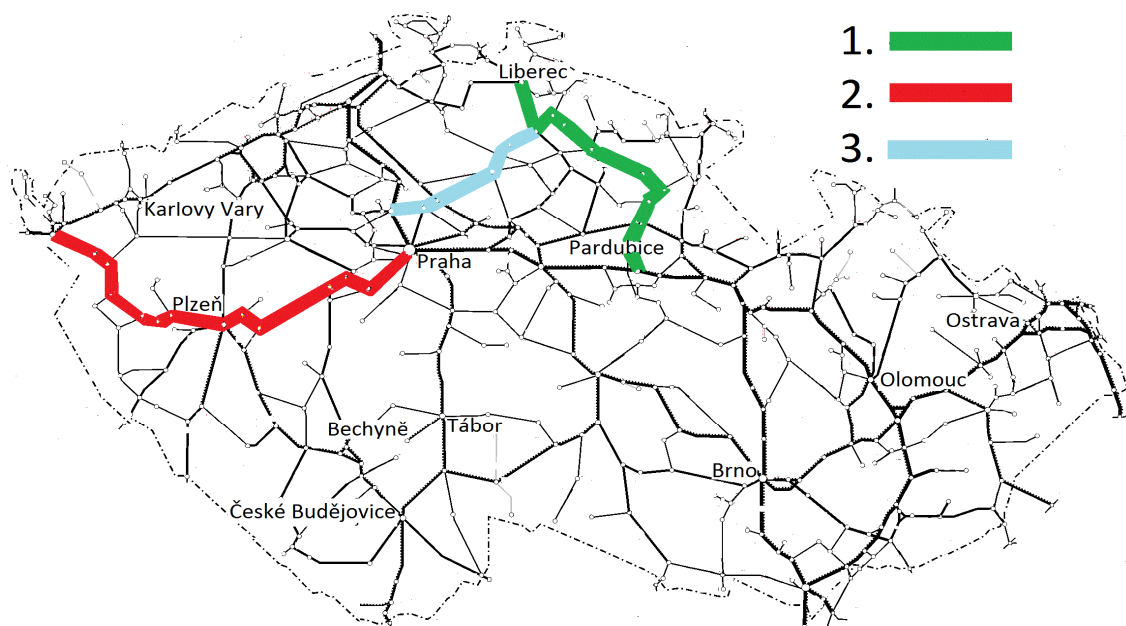 1.
2.
3.
Liberec
Karlovy Vary
Praha
Pardubice
Plzeň
Ostrava
Olomouc
Bechyně
Tábor
Brno
České Budějovice